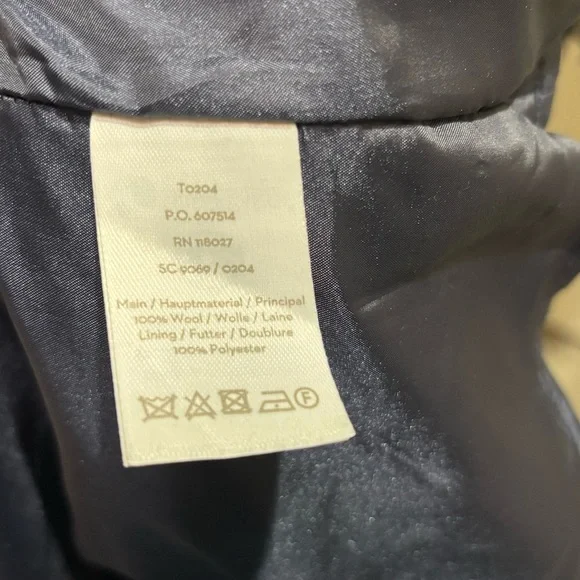 T0204
P.O. 607514
RN 118027
SC 9069 / 0204
Main / Hauptmaterial / Principal
100% Wool / Wolle / Laine
Lining / Futter / Doublure
100% Polyester
F